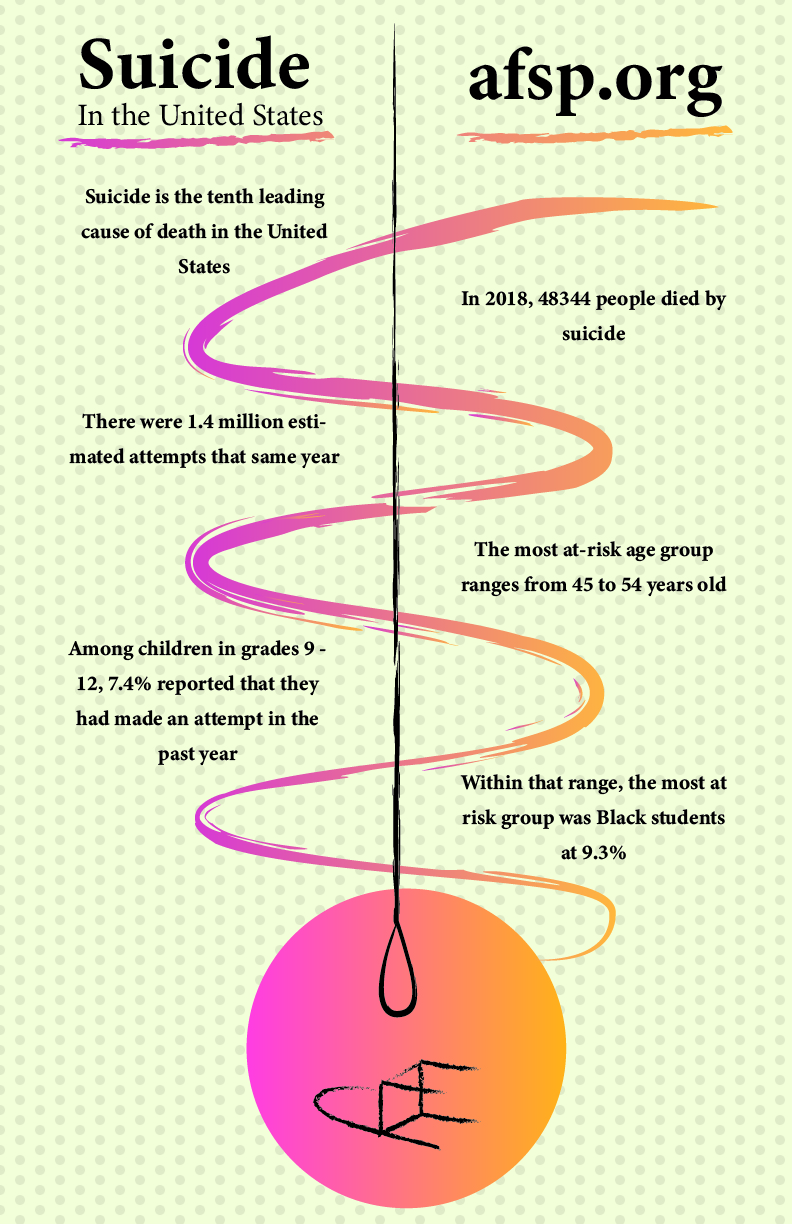 Suicide
In the United States
afsp.org
Suicide is the tenth leading
cause of death in the United
States
In 2018, 48344 people died by
suicide
There were 1.4 million esti-
mated attempts that same year
The most at-risk age group
ranges from 45 to 54 years old
Among children in grades 9 -
12, 7.4% reported that they
had made an attempt in the
past year
Within that range, the most at
risk group was Black students
at 9.3%